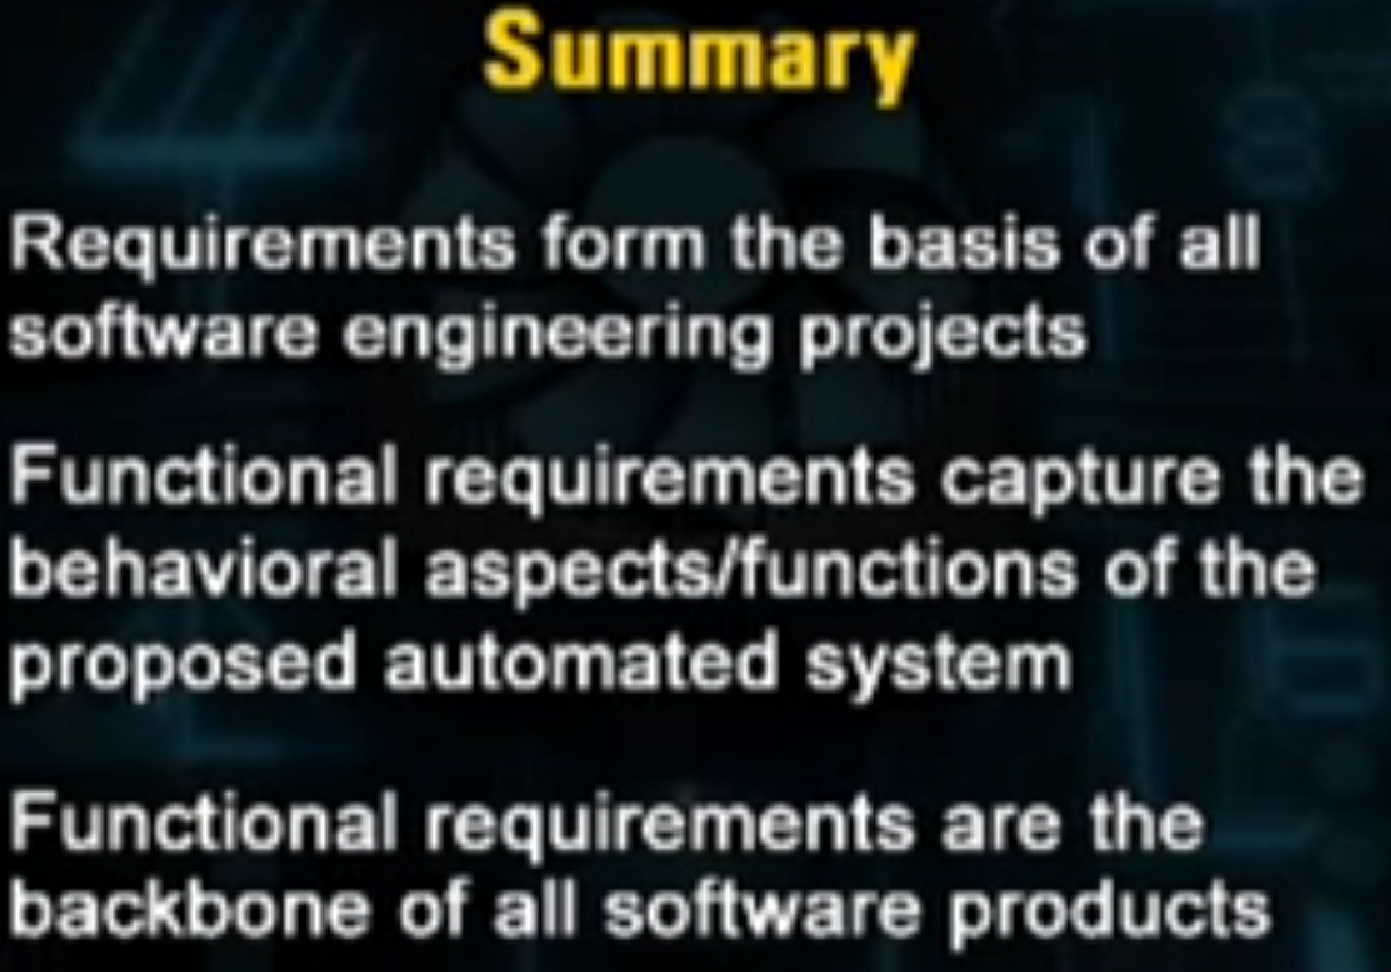 Summary
Requirements form the basis of all
software engineering projects
Functional requirements capture the
behavioral aspects/functions of the
proposed automated system
Functional requirements are the
backbone of all software products